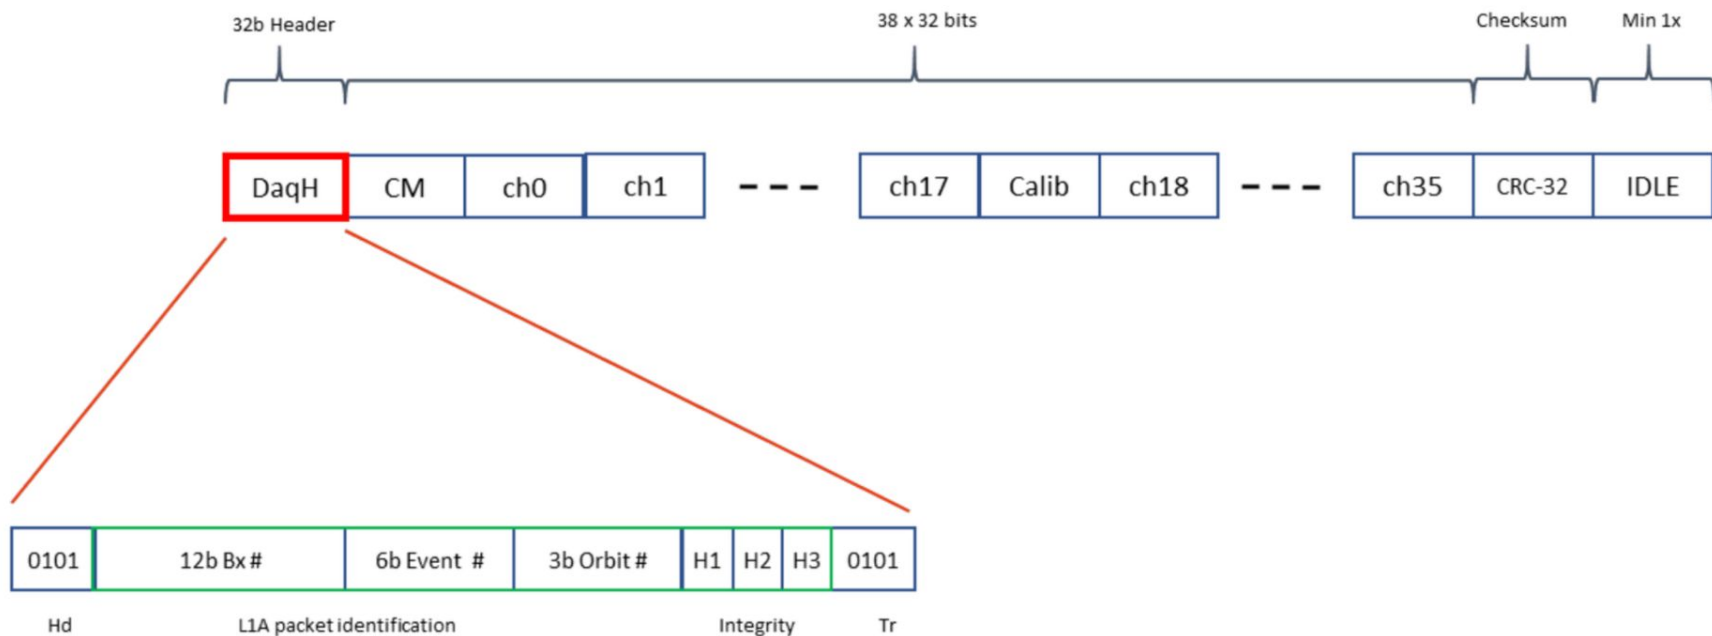 32b Header
38 x 32 bits
Checksum
Min 1x
DaqH
CM
ch0
ch1
ch17
Calib
ch18
ch35
CRC-32
IDLE
0101
12b Bx #
6b Event #
3b Orbit #
H1
H2
H3
0101
Hd
L1A packet identification
Integrity
Tr